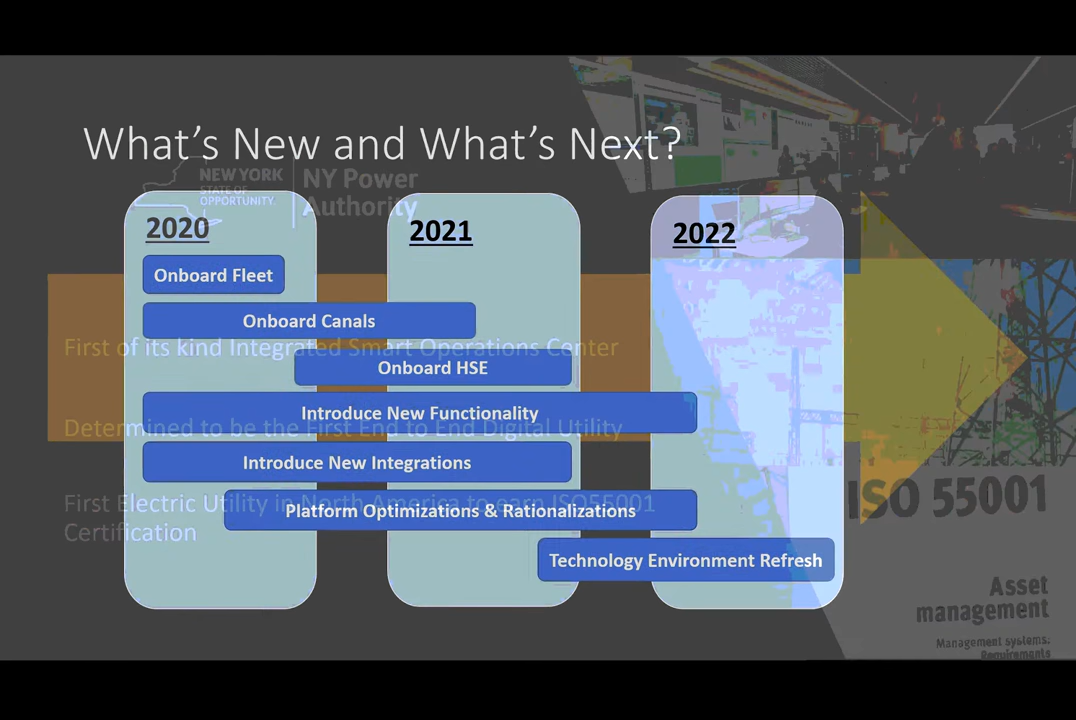 What's New and What's Next?
NEW YORK
STATE OF
OPPORTUNITY.
NY Power
Authority
2020
2021
2022
Onboard Fleet
Onboard Canals
First of its kind Integrated Smart Operations Center
Onboard HSE
Introduce New Functionality
Determined to be the First End to End Digital Utility
Introduce New Integrations
First Electric Utility in North America to earn ISO55001
Certification
Platform Optimizations & Rationalizations
Technology Environment Refresh
ISO 55001
Asset
management
Management systems:
Requirements